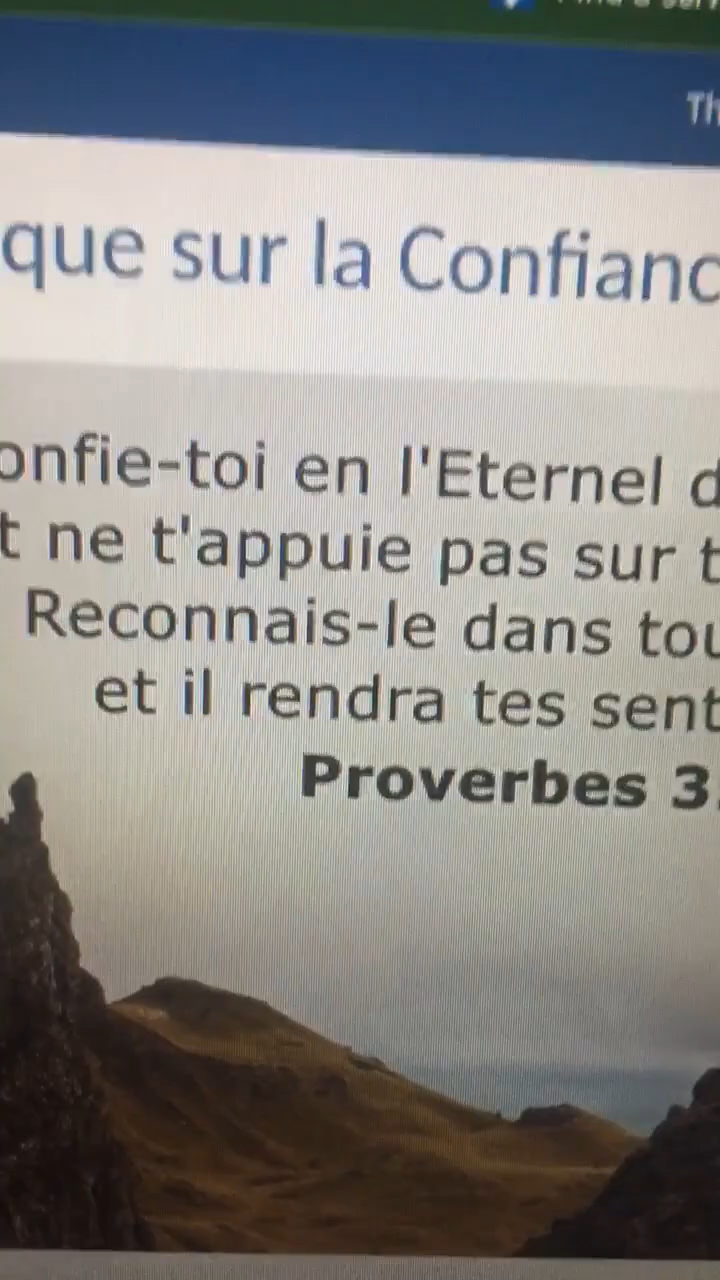 Th
que sur la Confianc
onfie-toi en l'Eternel d
t ne t'appuie pas sur t
Reconnais-le dans tou
et il rendra tes sent
Proverbes 3